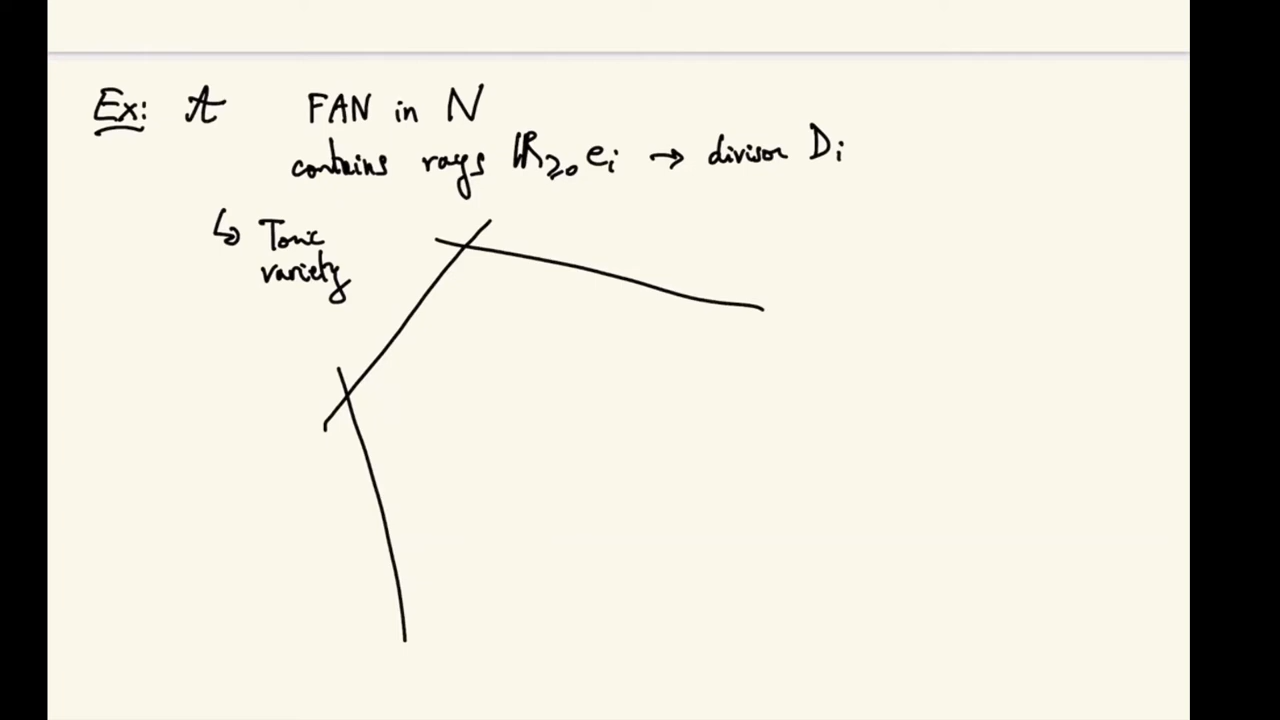 Ex: 𝒜 FAN in N
contains rays ℝ≥0 eᵢ → divisor Dᵢ
↳ Toric
variety